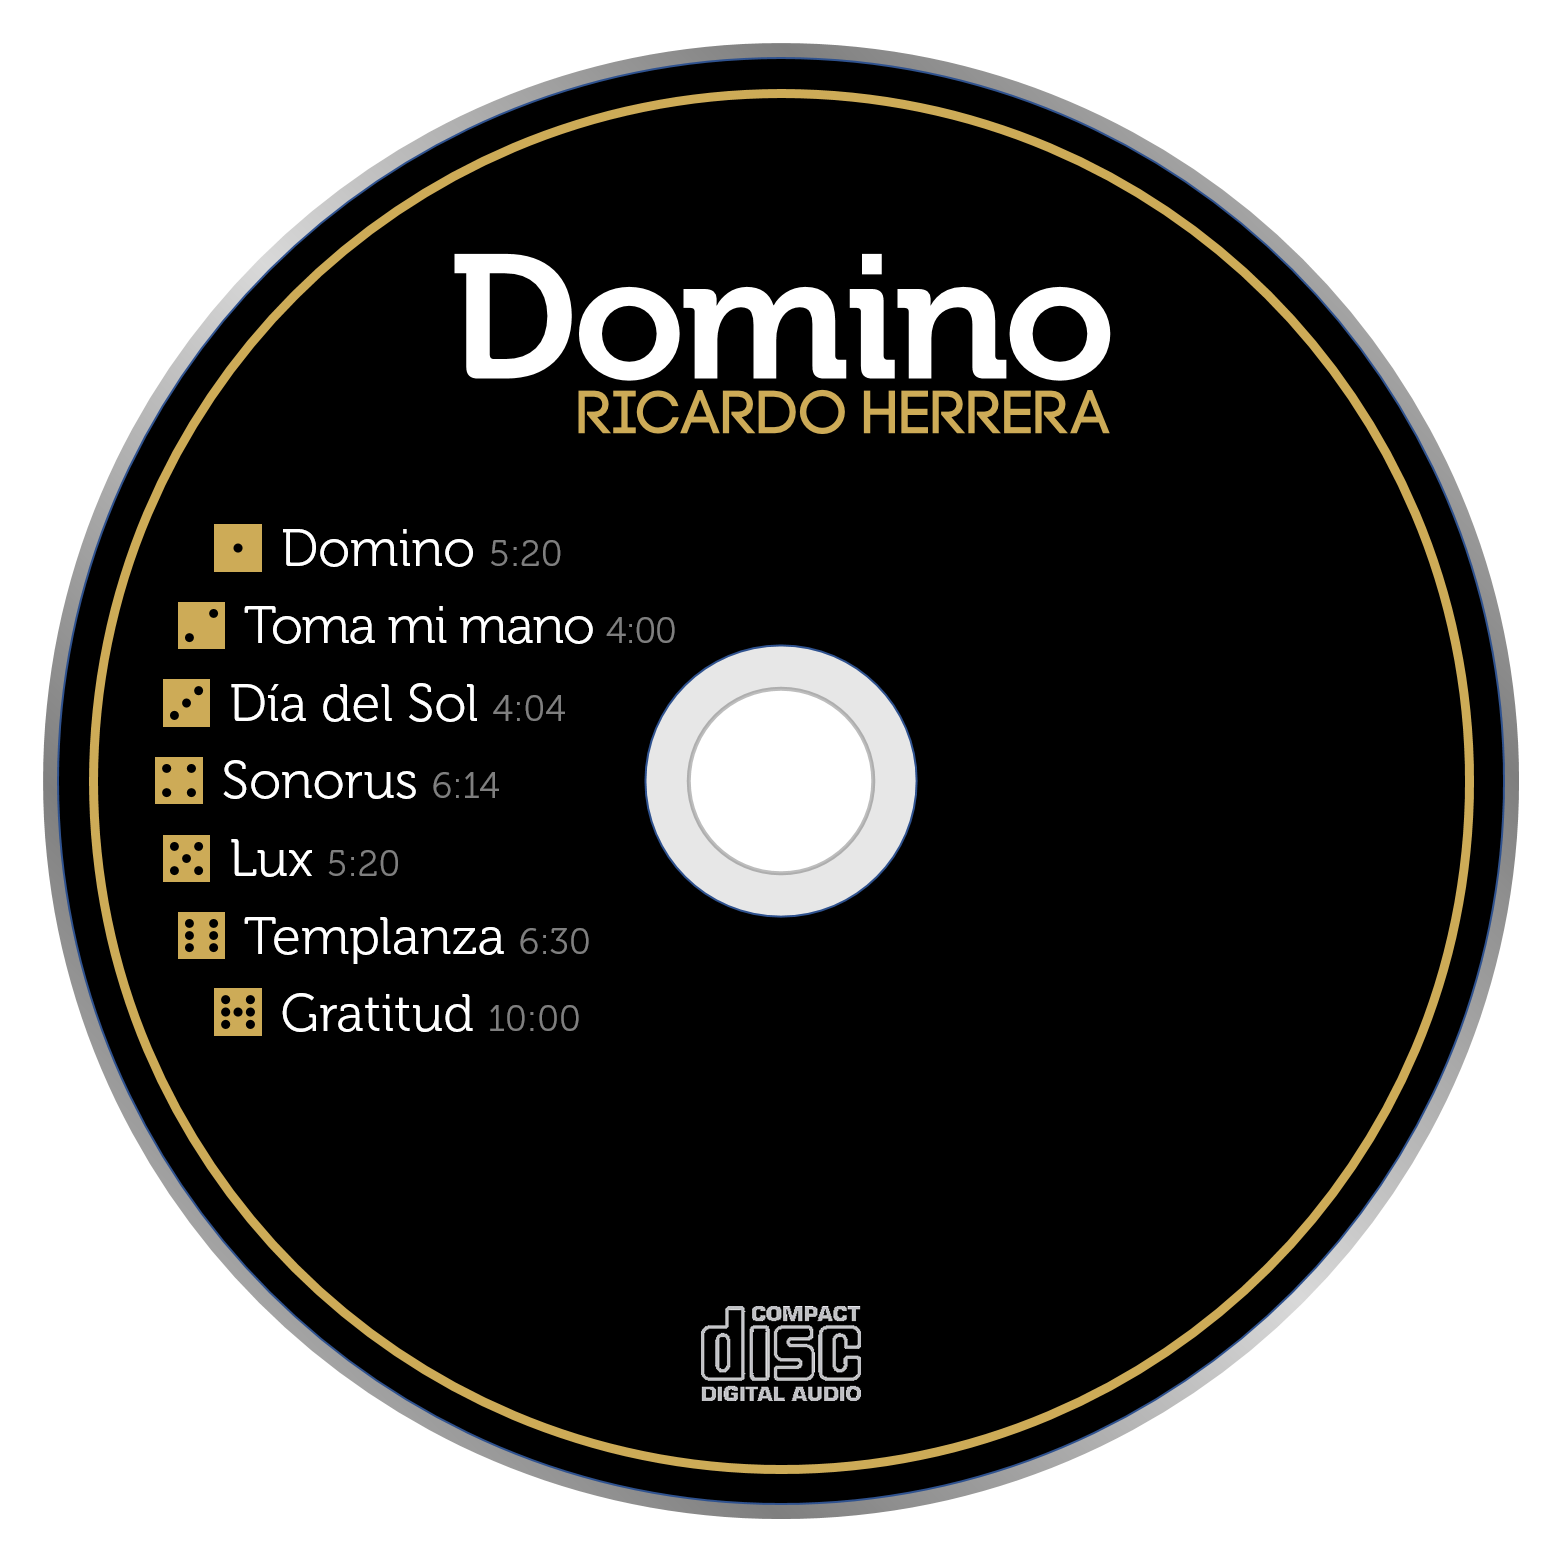 Domino
RICARDO HERRERA
Domino 5:20
Toma mi mano 4:00
Día del Sol 4:04
Sonorus 6:14
Lux 5:20
Templanza 6:30
Gratitud 10:00
COMPACT
disc
DIGITAL AUDIO